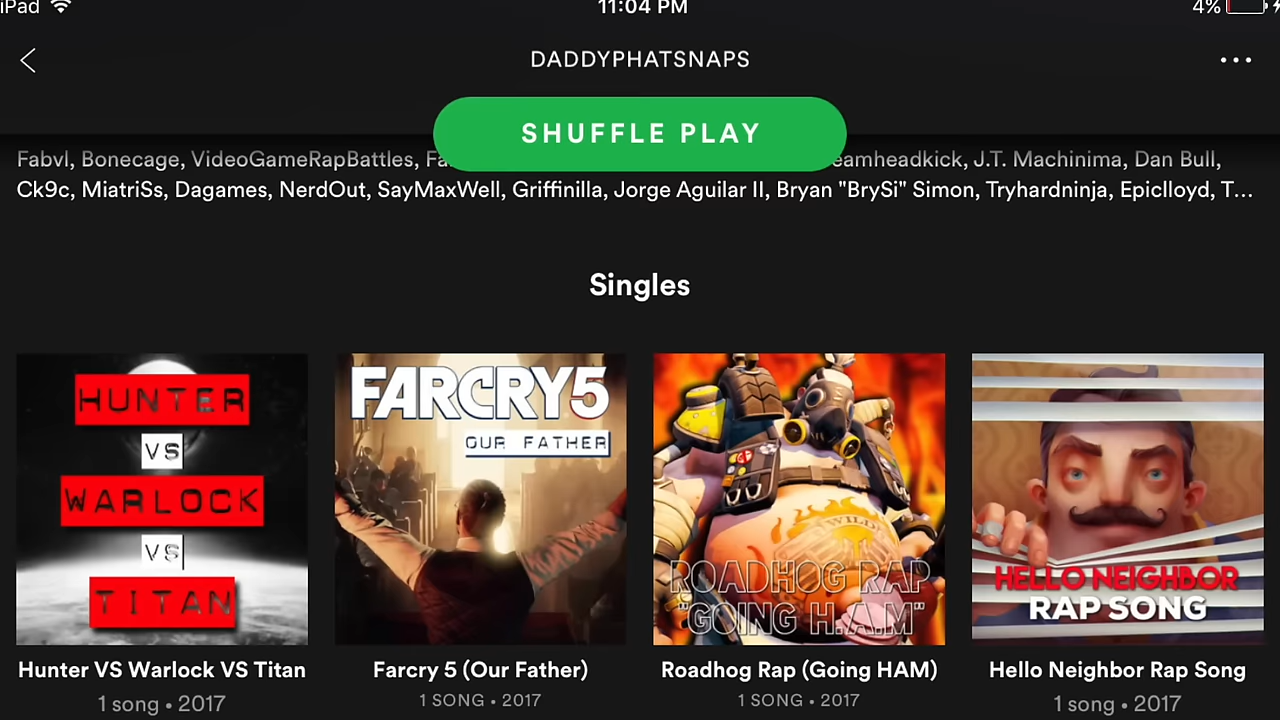 iPad 11:04 PM 4%
DADDYPHATSNAPS
SHUFFLE PLAY
Fabvl, Bonecage, VideoGameRapBattles, Fa eamheadkick, J.T. Machinima, Dan Bull,
Ck9c, MiatriSs, Dagames, NerdOut, SayMaxWell, Griffinilla, Jorge Aguilar II, Bryan "BrySi" Simon, Tryhardninja, Epiclloyd, T...
Singles
HUNTER
VS
WARLOCK
VS
TITAN
FARCRY5
OUR FATHER
WILD
ROADHOG RAP
"GOING H.A.M"
HELLO NEIGHBOR
RAP SONG
Hunter VS Warlock VS Titan
1 song • 2017
Farcry 5 (Our Father)
1 SONG • 2017
Roadhog Rap (Going HAM)
1 SONG • 2017
Hello Neighbor Rap Song
1 song • 2017